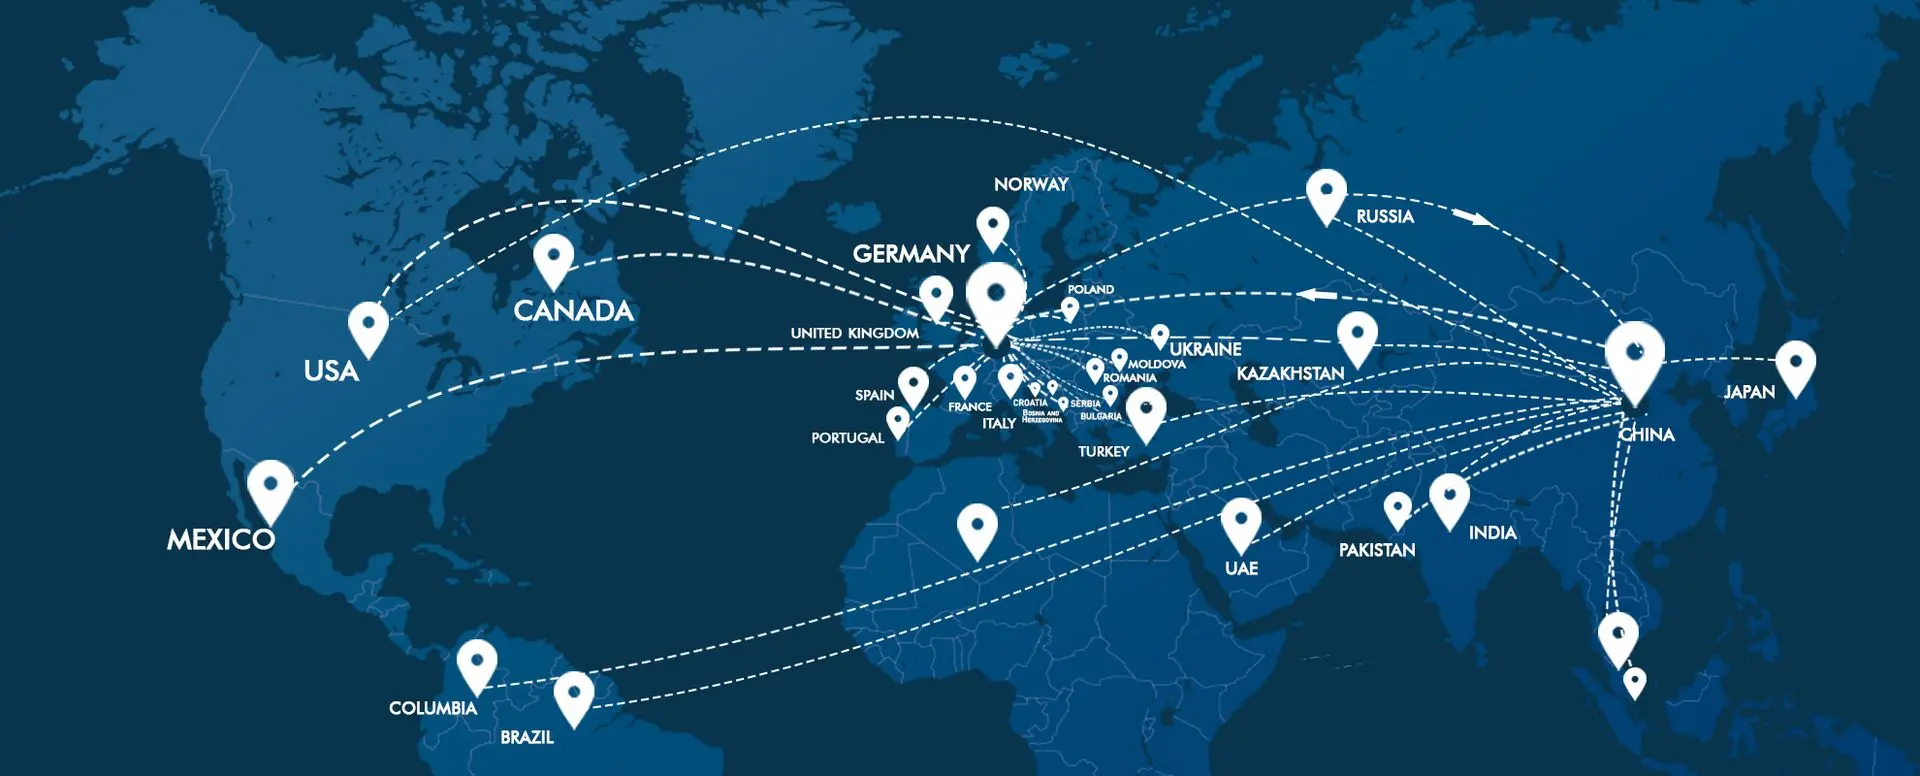 NORWAY
RUSSIA
GERMANY
POLAND
CANADA
UNITED KINGDOM
UKRAINE
MOLDOVA
USA
KAZAKHSTAN
ROMANIA
JAPAN
SPAIN
FRANCE
CROATIA
SERBIA
BOSNIA AND
HERZEGOVINA
BULGARIA
ITALY
PORTUGAL
TURKEY
CHINA
MEXICO
INDIA
PAKISTAN
UAE
COLUMBIA
BRAZIL